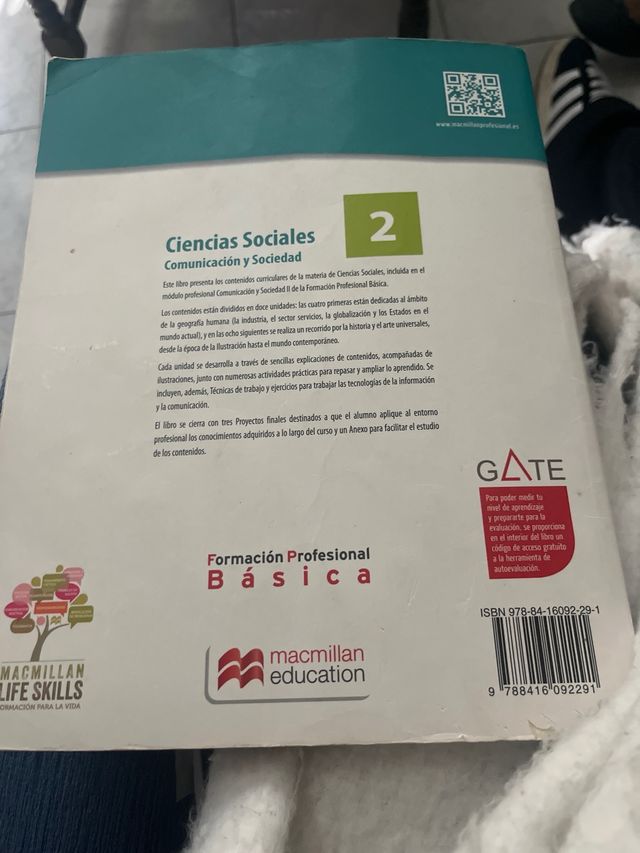 www.macmillanprofesional.es
2
Ciencias Sociales
Comunicación y Sociedad
Este libro presenta los contenidos curriculares de la materia de Ciencias Sociales, incluida en el
módulo profesional Comunicación y Sociedad II de la Formación Profesional Básica.
Los contenidos están divididos en doce unidades: las cuatro primeras están dedicadas al ámbito
de la geografía humana (la industria, el sector servicios, la globalización y los Estados en el
mundo actual), y en las ocho siguientes se realiza un recorrido por la historia y el arte universales,
desde la época de la Ilustración hasta el mundo contemporáneo.
Cada unidad se desarrolla a través de sencillas explicaciones de contenidos, acompañadas de
ilustraciones, junto con numerosas actividades prácticas para repasar y ampliar lo aprendido. Se
incluyen, además, Técnicas de trabajo y ejercicios para trabajar las tecnologías de la información
y la comunicación.
El libro se cierra con tres Proyectos finales destinados a que el alumno aplique al entorno
profesional los conocimientos adquiridos a lo largo del curso y un Anexo para facilitar el estudio
de los contenidos.
GATE
Para poder medir tu
nivel de aprendizaje
y prepararte para la
evaluación, se proporciona
en el interior del libro un
código de acceso gratuito
a la herramienta de
autoevaluación.
Formación Profesional
Básica
MACMILLAN
LIFE SKILLS
FORMACIÓN PARA LA VIDA
macmillan
education
ISBN 978-84-16092-29-1
9 788416 092291